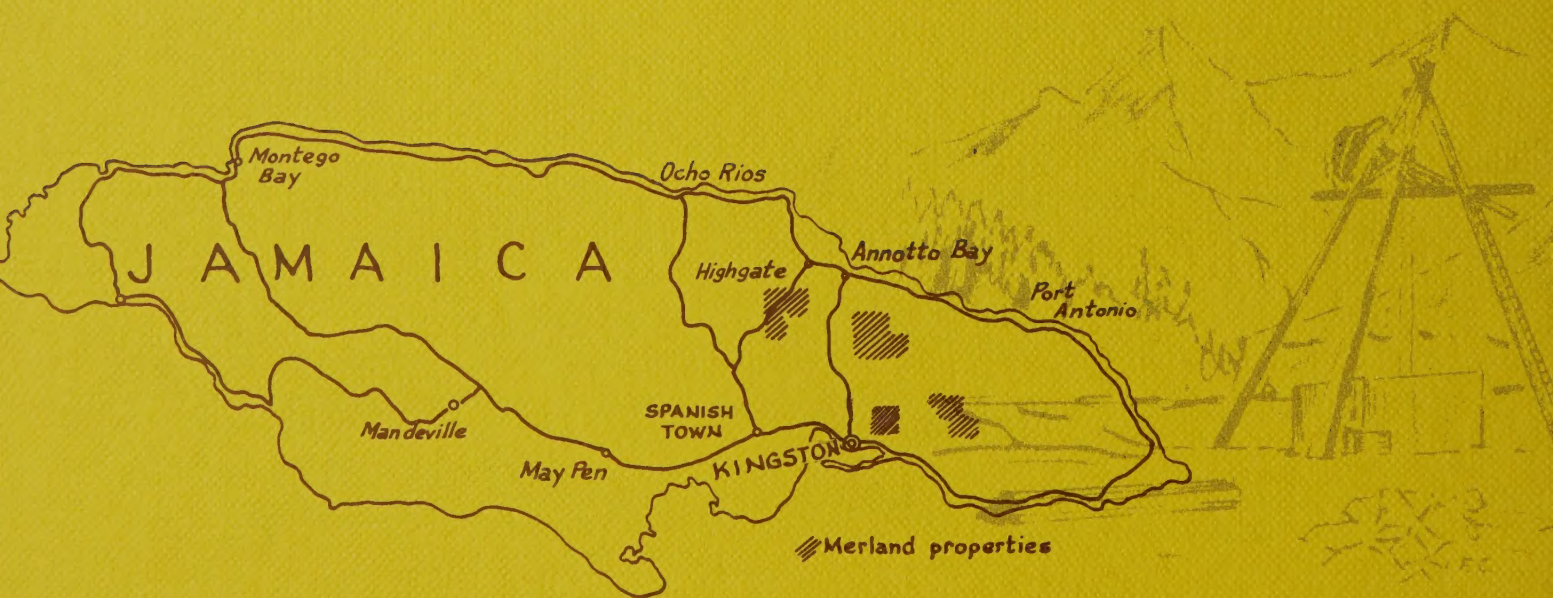 Montego
Bay
Ocho Rios
JAMAICA
Highgate
Annotto Bay
Port
Antonio
Mandeville
SPANISH
TOWN
May Pen
KINGSTON
Merland properties
F.C.